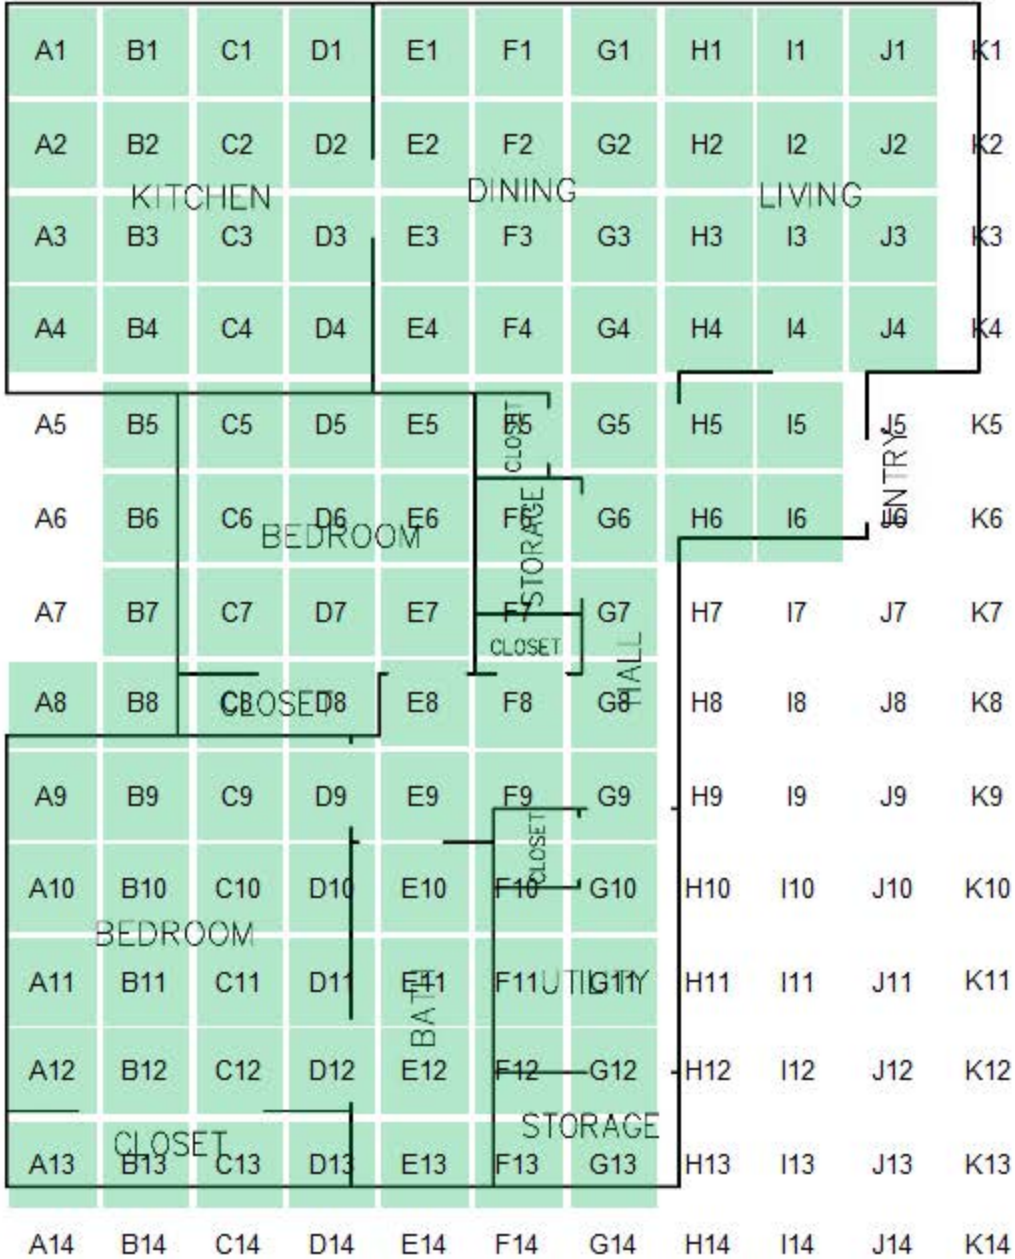 A1 B1 C1 D1 E1 F1 G1 H1 I1 J1 K1
A2 B2 C2 D2 E2 F2 G2 H2 I2 J2 K2
KITCHEN DINING LIVING
A3 B3 C3 D3 E3 F3 G3 H3 I3 J3 K3
A4 B4 C4 D4 E4 F4 G4 H4 I4 J4 K4
A5 B5 C5 D5 E5 F5 G5 H5 I5 J5 K5
CLOSET
ENTRY
A6 B6 C6 D6 E6 F6 G6 H6 I6 J6 K6
BEDROOM
STORAGE
A7 B7 C7 D7 E7 F7 G7 H7 I7 J7 K7
CLOSET
HALL
A8 B8 C8 D8 E8 F8 G8 H8 I8 J8 K8
CLOSET
A9 B9 C9 D9 E9 F9 G9 H9 I9 J9 K9
CLOSET
A10 B10 C10 D10 E10 F10 G10 H10 I10 J10 K10
BEDROOM
A11 B11 C11 D11 E11 F11 G11 H11 I11 J11 K11
UTILITY
BATH
A12 B12 C12 D12 E12 F12 G12 H12 I12 J12 K12
STORAGE
CLOSET
A13 B13 C13 D13 E13 F13 G13 H13 I13 J13 K13
A14 B14 C14 D14 E14 F14 G14 H14 I14 J14 K14